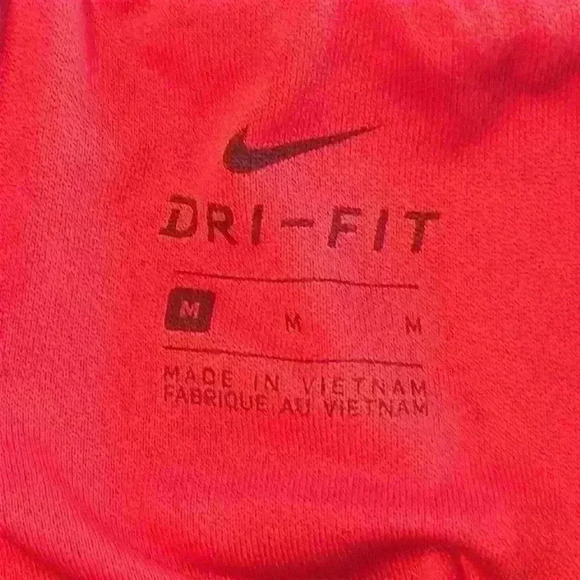 DRI-FIT
M M M
MADE IN VIETNAM
FABRIQUE AU VIETNAM